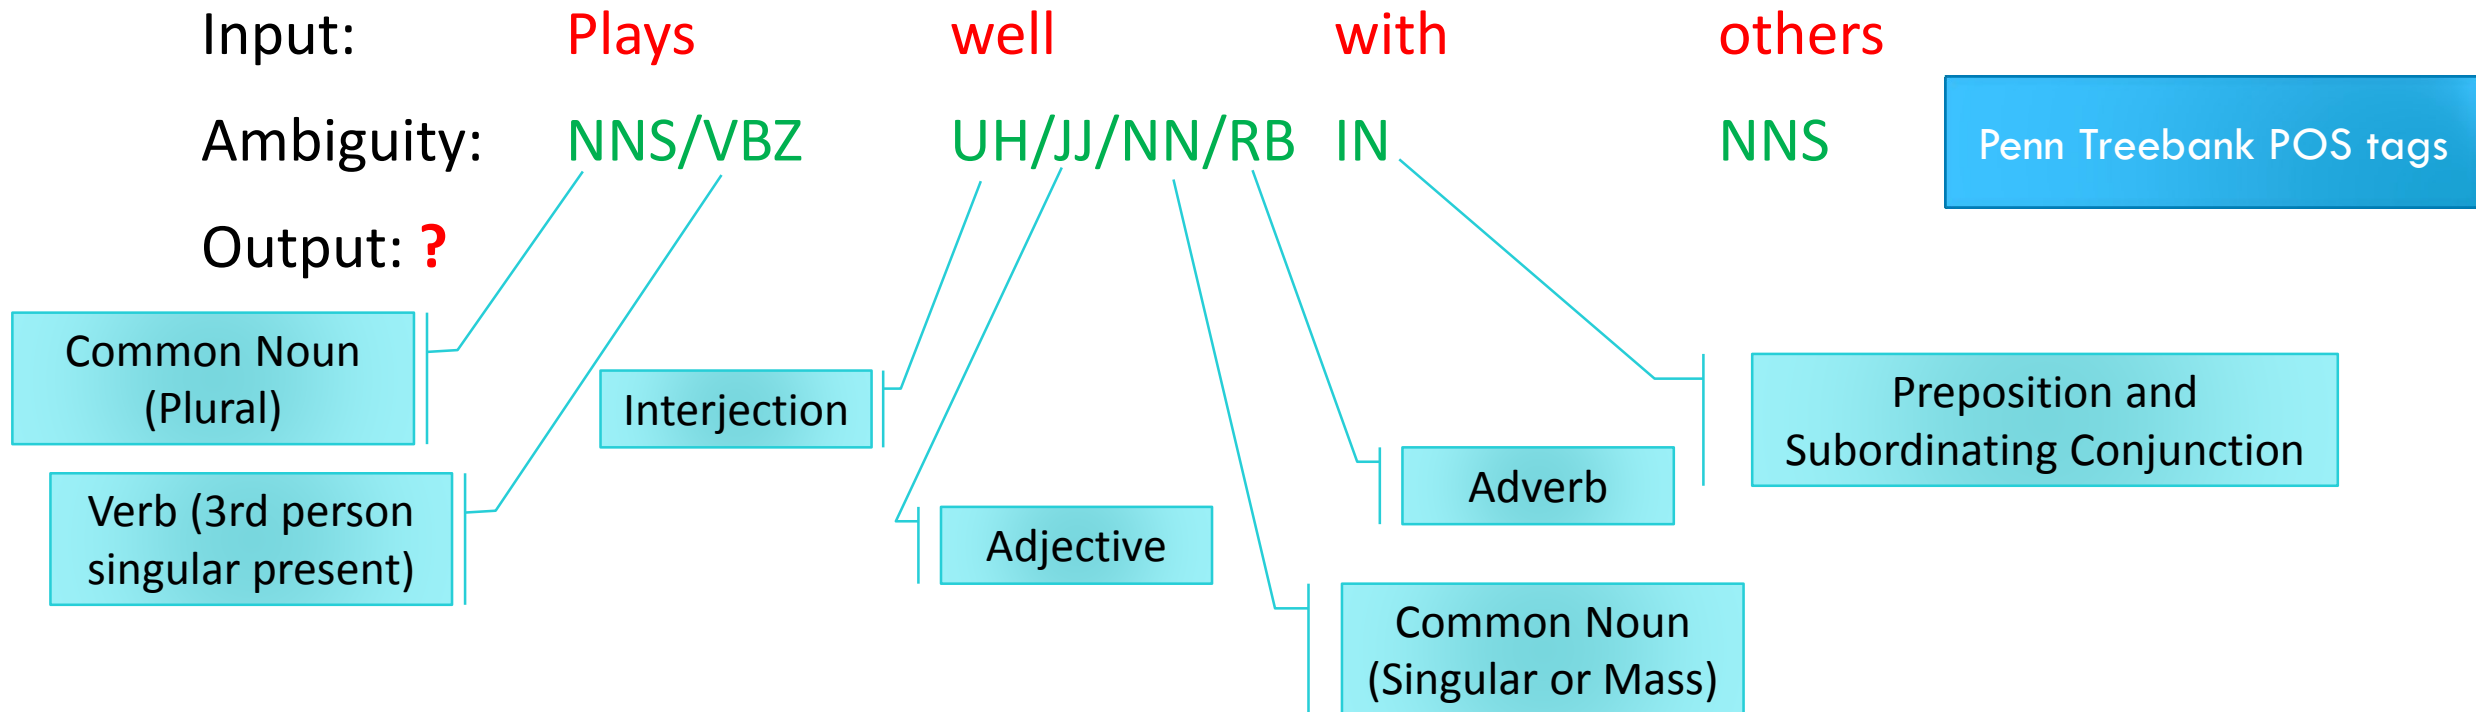 Input: Plays well with others
Ambiguity: NNS/VBZ UH/JJ/NN/RB IN NNS
Penn Treebank POS tags
Output: ?
Common Noun
(Plural)
Verb (3rd person
singular present)
Interjection
Adjective
Adverb
Common Noun
(Singular or Mass)
Preposition and
Subordinating Conjunction